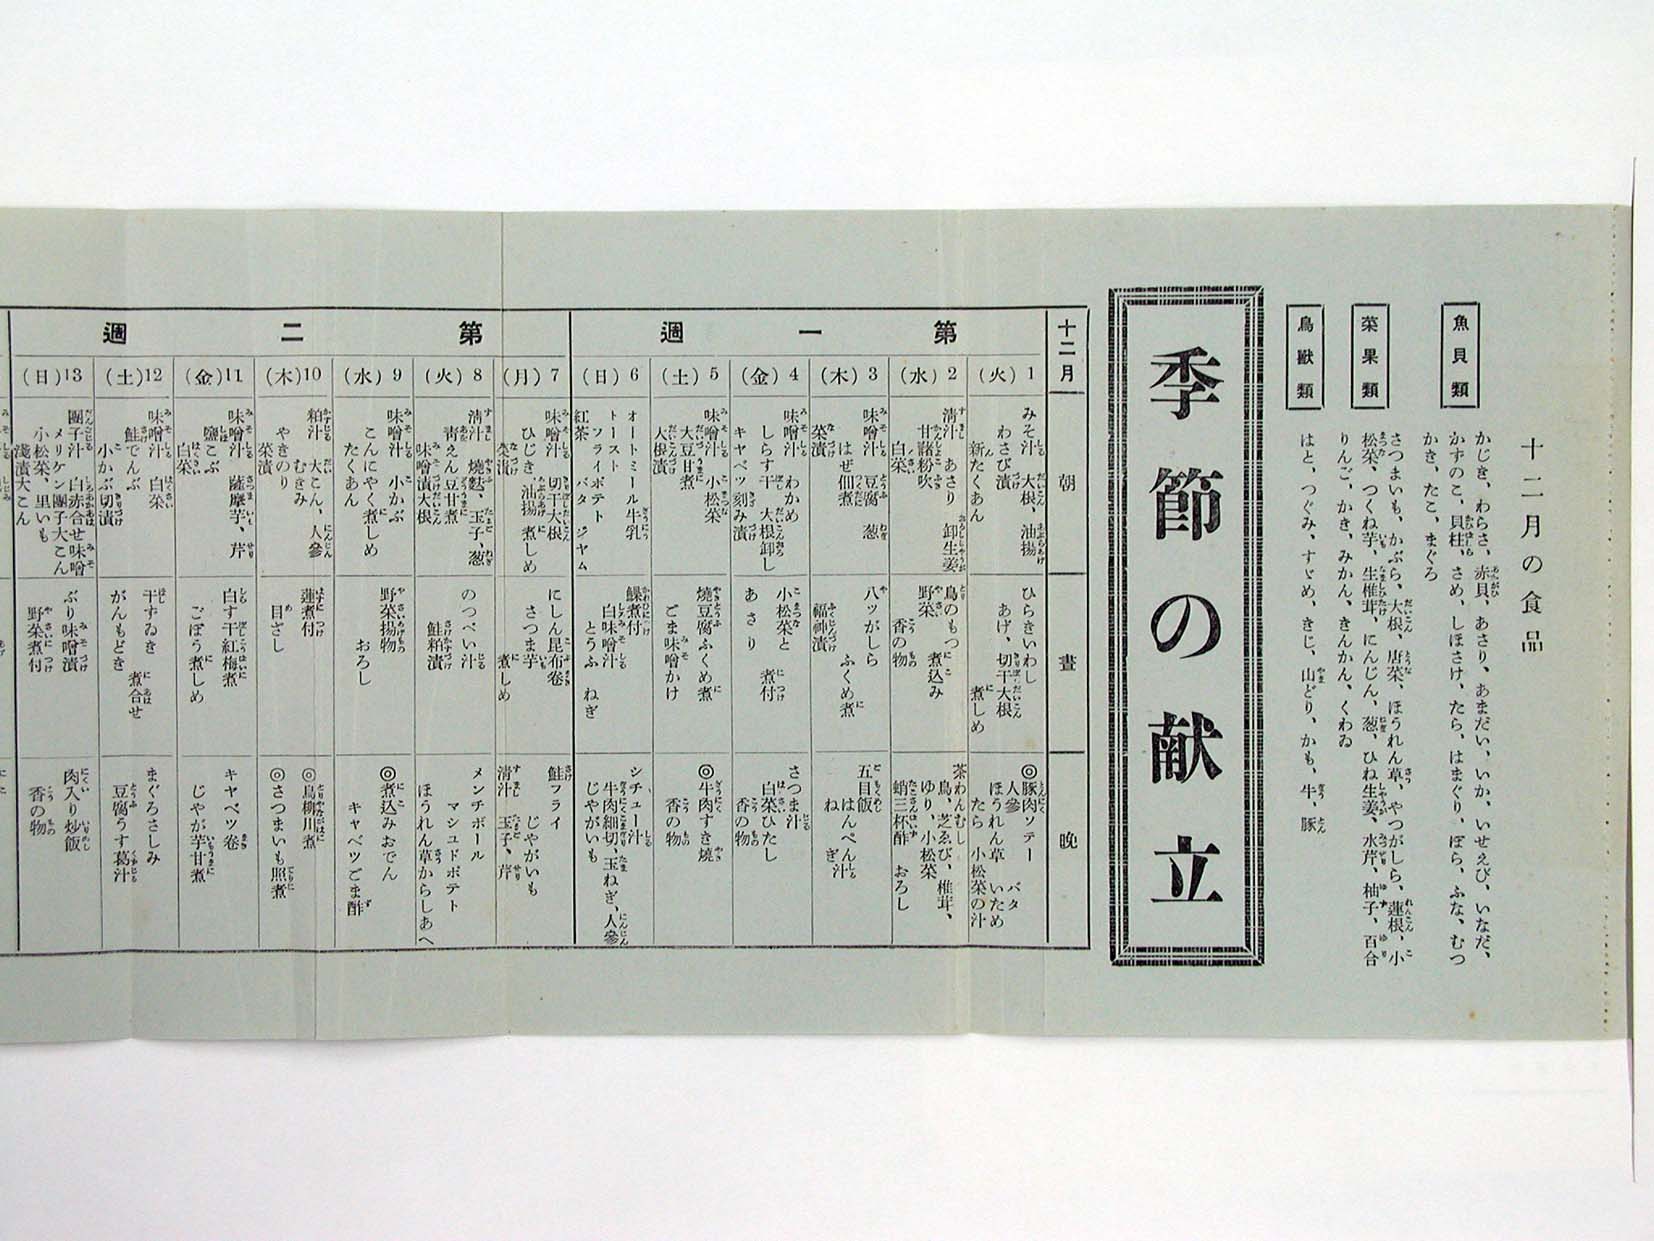 十二月の食品
魚貝類
かじき、わらさ、赤貝、あさり、あまだい、いか、いせえび、いなだ、
かずのこ、貝柱、さめ、しほさけ、たら、はまぐり、ぼら、ふな、むつ
かき、たこ、まぐろ
菜果類
さつまいも、かぶら、大根、唐菜、ほうれん草、やつがしら、蓮根、小
松菜、つくね芋、生椎茸、にんじん、葱、ひね生姜、水芹、柚子、百合
りんご、かき、みかん、きんかん、くわゐ
鳥獣類
はと、つぐみ、すゞめ、きじ、山どり、かも、牛、豚
季節の献立
十二月
朝
晝
晩
第一週
1(火)
みそ汁 大根、油揚
わさび漬
新たくあん
ひらきいわし
あげ、切干大根
煮しめ
◎豚肉ソテー バタ
人參 ほうれん草 いため
たら 小松菜の汁
2(水)
清汁 あさり 卸生姜
甘諸粉吹
白菜
鳥のもつ 煮込み
野菜
香の物
茶わんむし
鳥、芝ゑび、椎茸、
ゆり、小松菜
蛸三杯酢 おろし
3(木)
味噌汁 豆腐 葱
はぜ佃煮
菜漬
八ッがしら
ふくめ煮
福神漬
五目飯
はんぺん汁
ねぎ
4(金)
味噌汁 わかめ
しらす干 大根卸し
キヤベツ刻み漬
小松菜と
あさり 煮付
さつま汁
白菜ひたし
香の物
5(土)
味噌汁 小松菜
大豆甘煮
大根漬
燒豆腐ふくめ煮
ごま味噌かけ
◎牛肉すき燒
香の物
6(日)
オートミール牛乳
トースト バタ ジヤム
フライポテト
紅茶
鰈煮付
白味噌汁
とうふ ねぎ
シチュー汁
牛肉細切、玉ねぎ、人參
じやがいも
第二週
7(月)
味噌汁 切干大根
ひじき、油揚 煮しめ
菜漬
にしん昆布卷
さつま芋 煮しめ
鮭フライ
じやがいも
清汁 玉子、芹
8(火)
清汁 燒麩、玉子、葱
青えん豆甘煮
味噌漬大根
のつぺい汁
鮭粕漬
メンチボール
マシュドポテト
ほうれん草からしあへ
9(水)
味噌汁 小かぶ
こんにやく煮しめ
たくあん
野菜揚物
おろし
◎煮込みおでん
キャベツごま酢
10(木)
粕汁 大こん、人參
むきみ
やきのり
菜漬
蓮煮付
目ざし
◎鳥柳川煮
◎さつまいも照煮
11(金)
味噌汁 薩摩芋、芹
鹽こぶ
白菜
白す干紅梅煮
ごぼう煮しめ
キヤベツ卷
じやが芋甘煮
12(土)
味噌汁 白菜
鮭でんぶ
小かぶ切漬
干ずゐき
がんもどき 煮合せ
まぐろさしみ
豆腐うす葛汁
13(日)
團子汁 白赤合せ味噌
メリケン團子大こん
小松菜、里いも
淺漬大こん
ぶり味噌漬
野菜煮付
肉入り炒飯
香の物